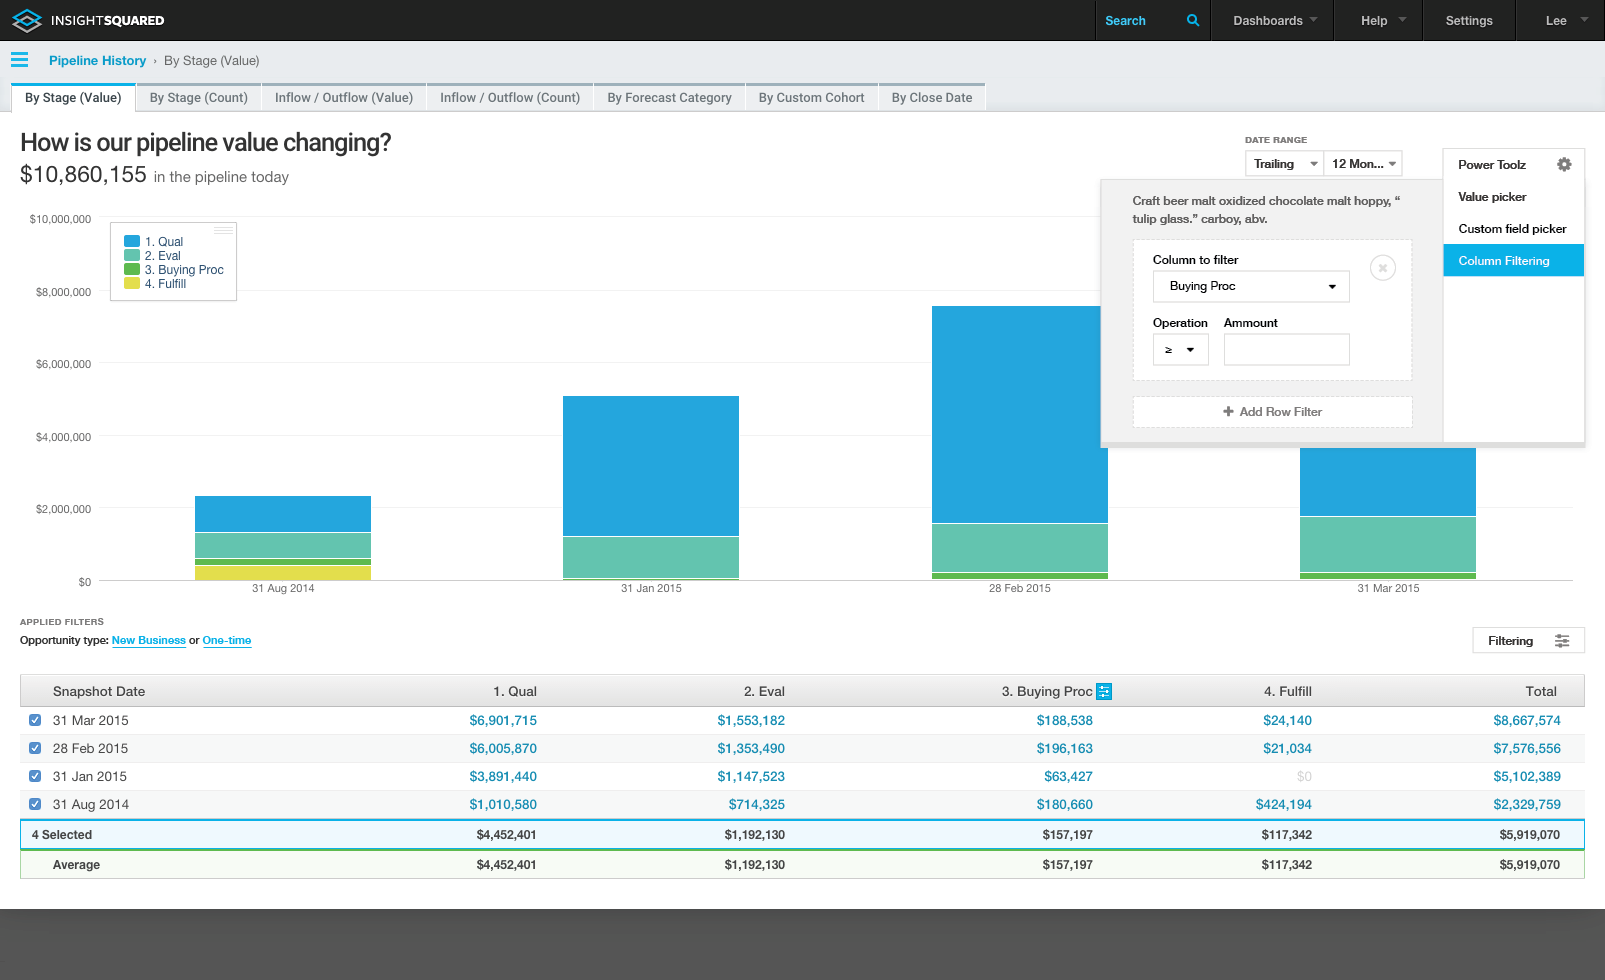 INSIGHTSQUARED
Search
Dashboards
Help
Settings
Lee
Pipeline History › By Stage (Value)
By Stage (Value)
By Stage (Count)
Inflow / Outflow (Value)
Inflow / Outflow (Count)
By Forecast Category
By Custom Cohort
By Close Date
How is our pipeline value changing?
$10,860,155 in the pipeline today
DATE RANGE
Trailing
12 Mon...
Power Toolz
Value picker
Custom field picker
Column Filtering
Craft beer malt oxidized chocolate malt hoppy, “
tulip glass.” carboy, abv.
Column to filter
Buying Proc
Operation
Ammount
≥
+ Add Row Filter
$10,000,000
$8,000,000
$6,000,000
$4,000,000
$2,000,000
$0
1. Qual
2. Eval
3. Buying Proc
4. Fulfill
31 Aug 2014
31 Jan 2015
28 Feb 2015
31 Mar 2015
APPLIED FILTERS
Opportunity type: New Business or One-time
Filtering
Snapshot Date 1. Qual 2. Eval 3. Buying Proc 4. Fulfill Total
31 Mar 2015 $6,901,715 $1,553,182 $188,538 $24,140 $8,667,574
28 Feb 2015 $6,005,870 $1,353,490 $196,163 $21,034 $7,576,556
31 Jan 2015 $3,891,440 $1,147,523 $63,427 $0 $5,102,389
31 Aug 2014 $1,010,580 $714,325 $180,660 $424,194 $2,329,759
4 Selected $4,452,401 $1,192,130 $157,197 $117,342 $5,919,070
Average $4,452,401 $1,192,130 $157,197 $117,342 $5,919,070